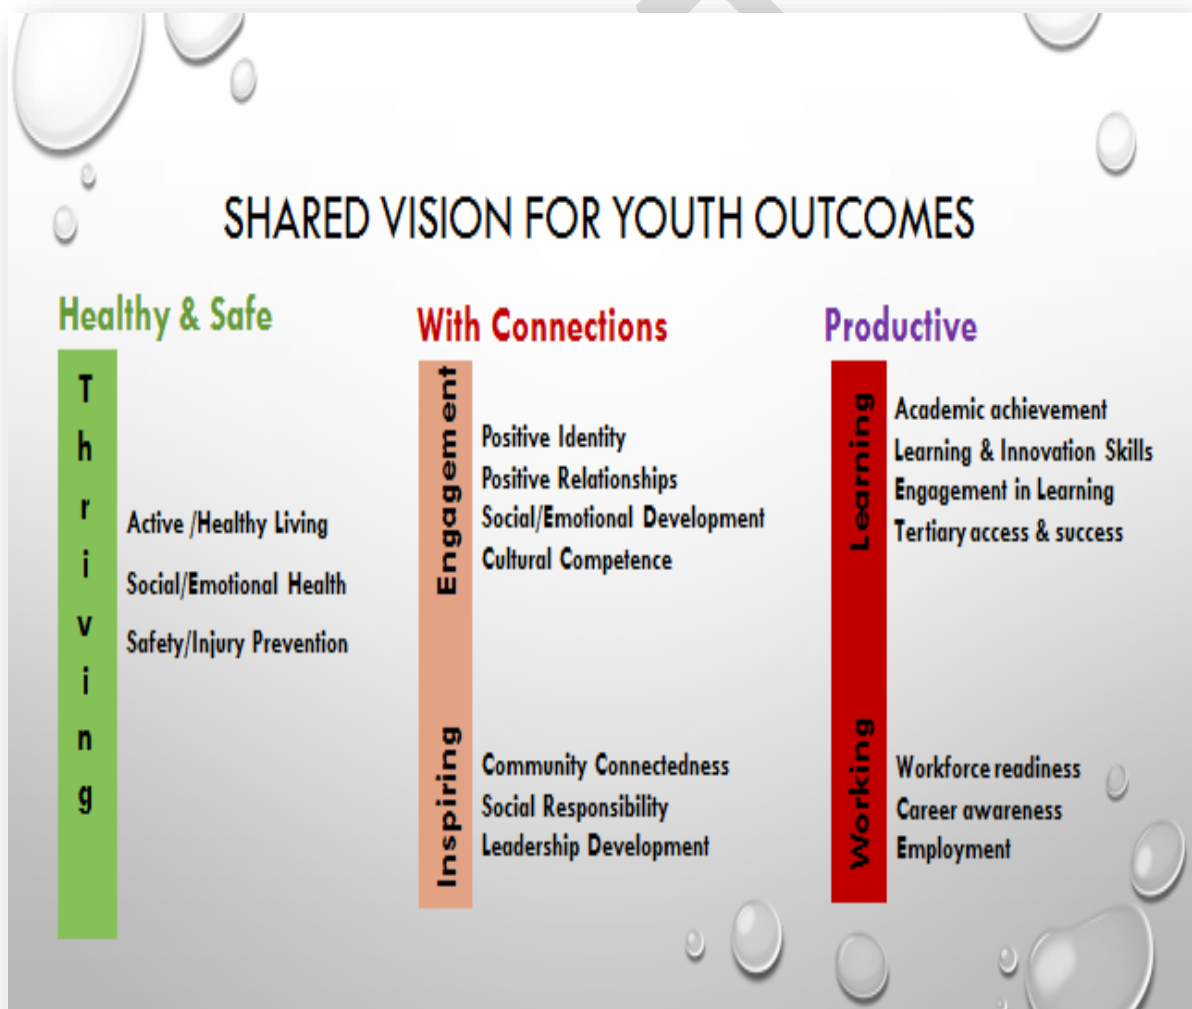 SHARED VISION FOR YOUTH OUTCOMES
Healthy & Safe
Thriving
Active /Healthy Living
Social/Emotional Health
Safety/Injury Prevention
With Connections
Engagement
Positive Identity
Positive Relationships
Social/Emotional Development
Cultural Competence
Inspiring
Community Connectedness
Social Responsibility
Leadership Development
Productive
Learning
Academic achievement
Learning & Innovation Skills
Engagement in Learning
Tertiary access & success
Working
Workforce readiness
Career awareness
Employment